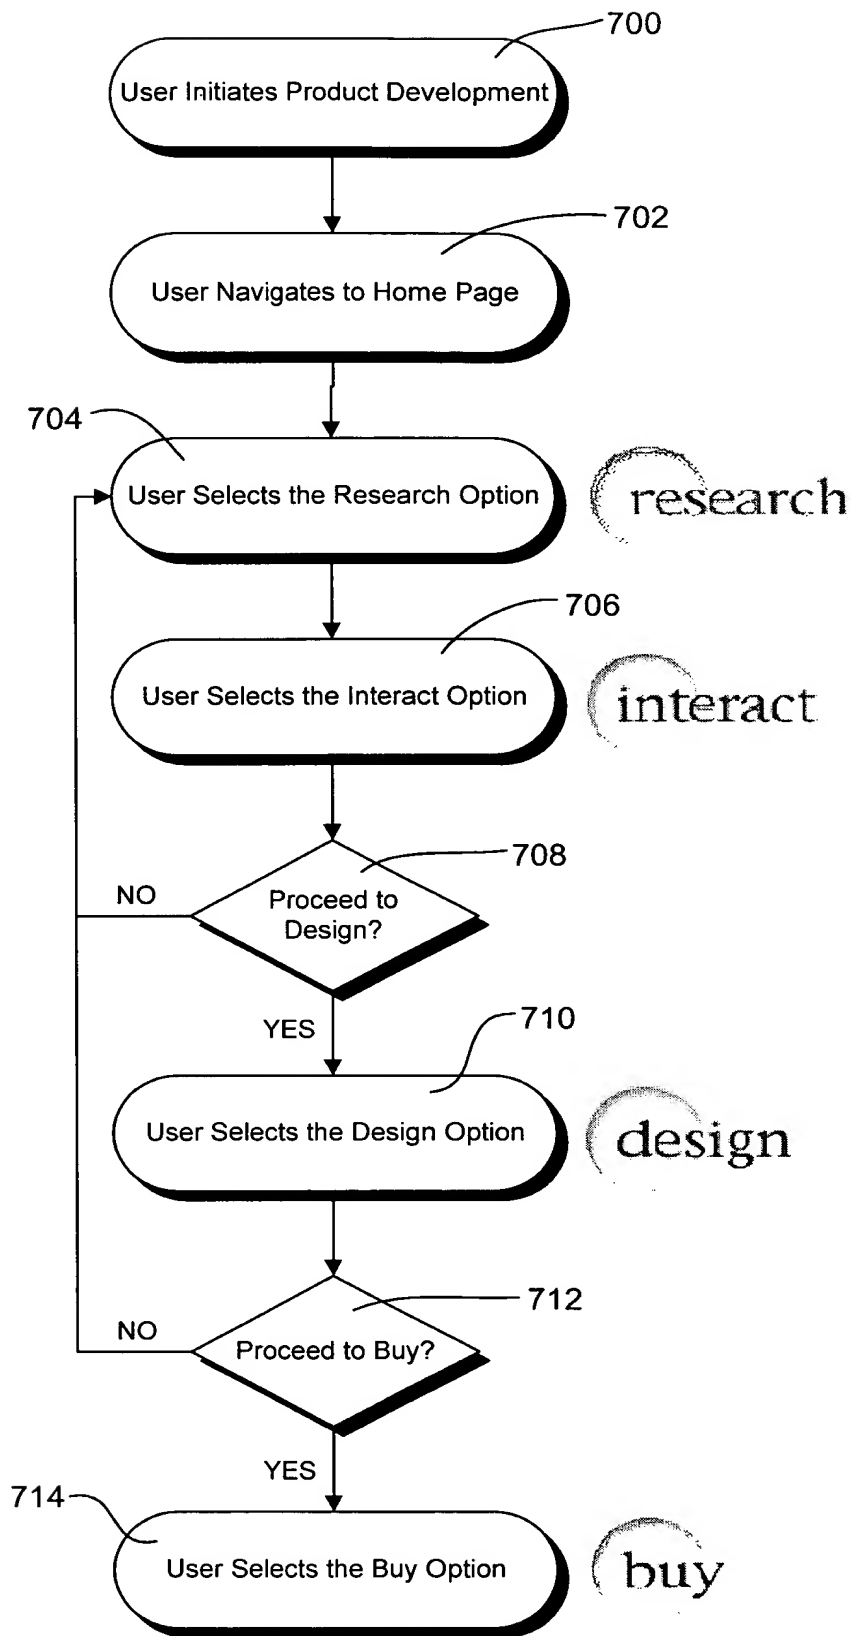 700
User Initiates Product Development
702
User Navigates to Home Page
704
User Selects the Research Option
research
706
User Selects the Interact Option
interact
708
NO
Proceed to
Design?
YES
710
User Selects the Design Option
design
712
NO
Proceed to Buy?
YES
714
User Selects the Buy Option
buy